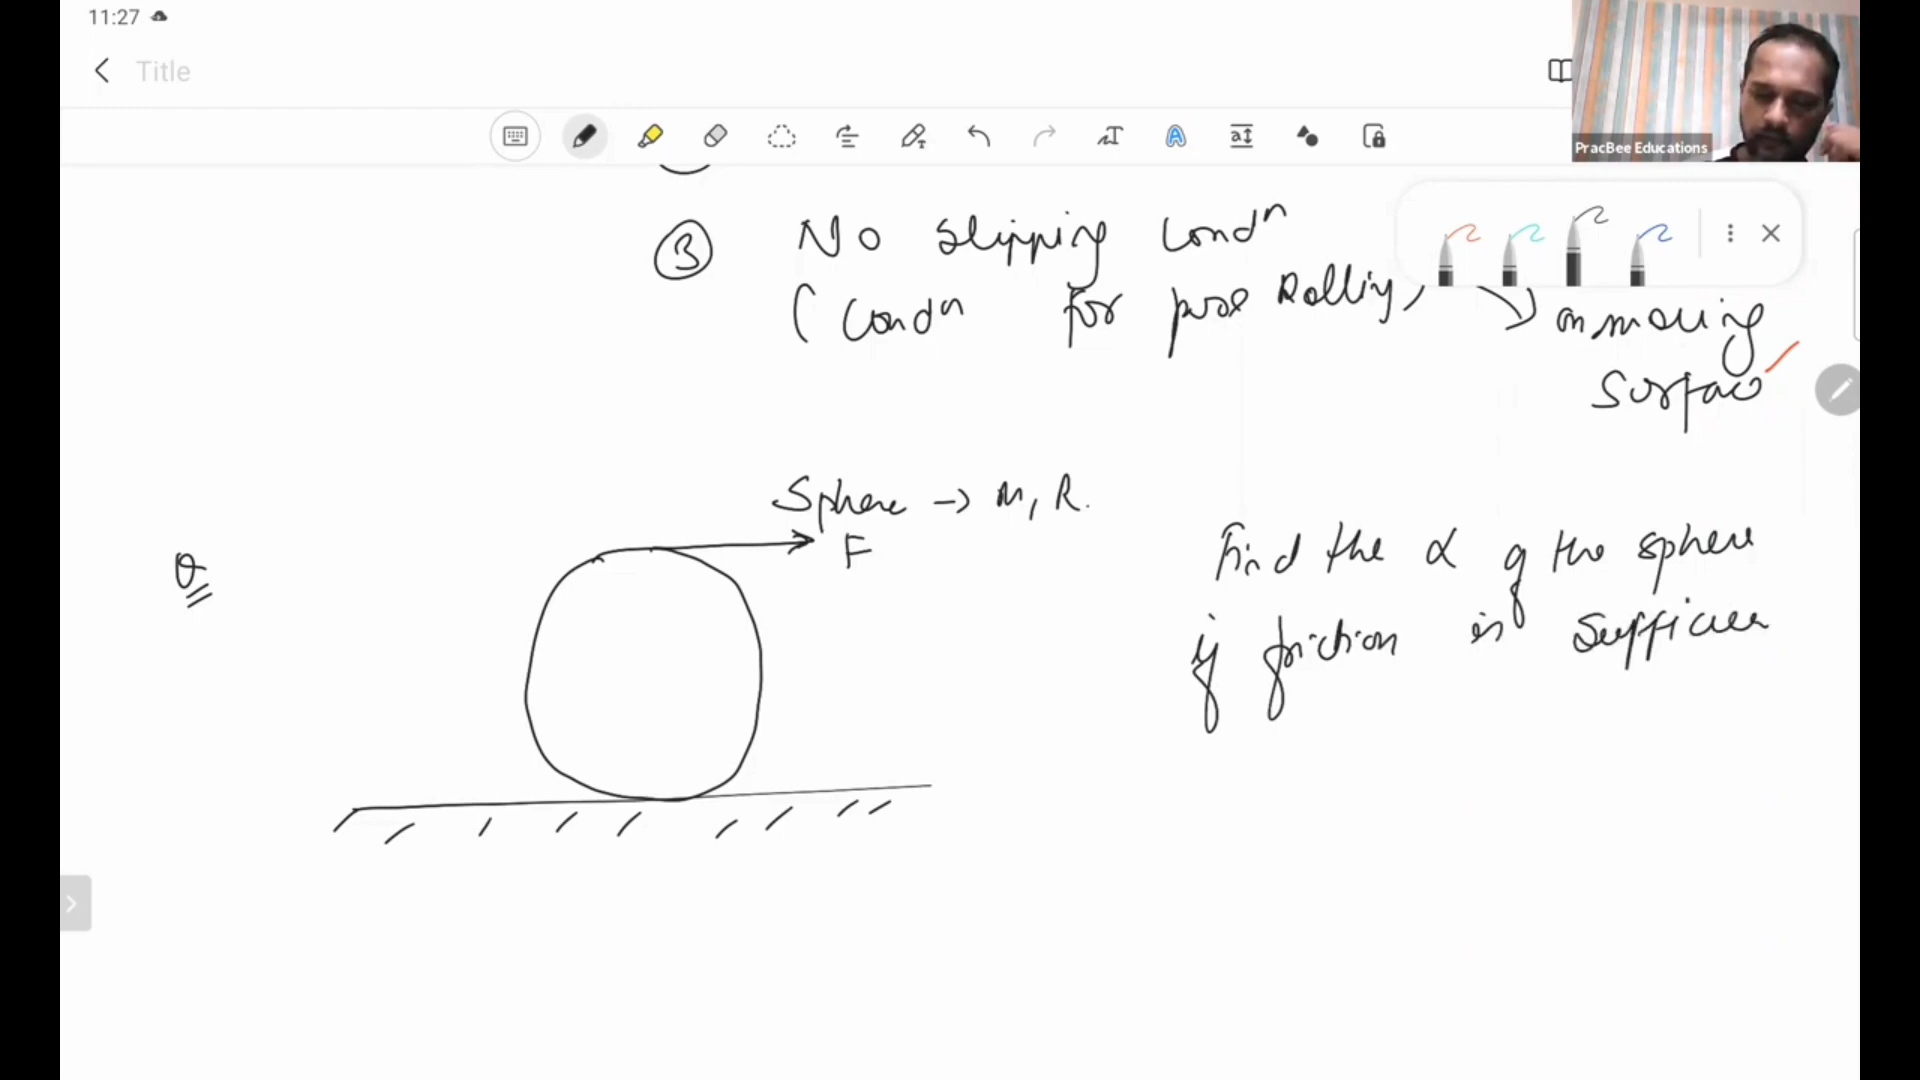 11:27
Title
PracBee Educations
③ No slipping Condⁿ
(Condⁿ for pure Rolling) → on moving
Surface
Sphere → M, R.
F
Q
Find the α of the sphere
if friction is sufficien